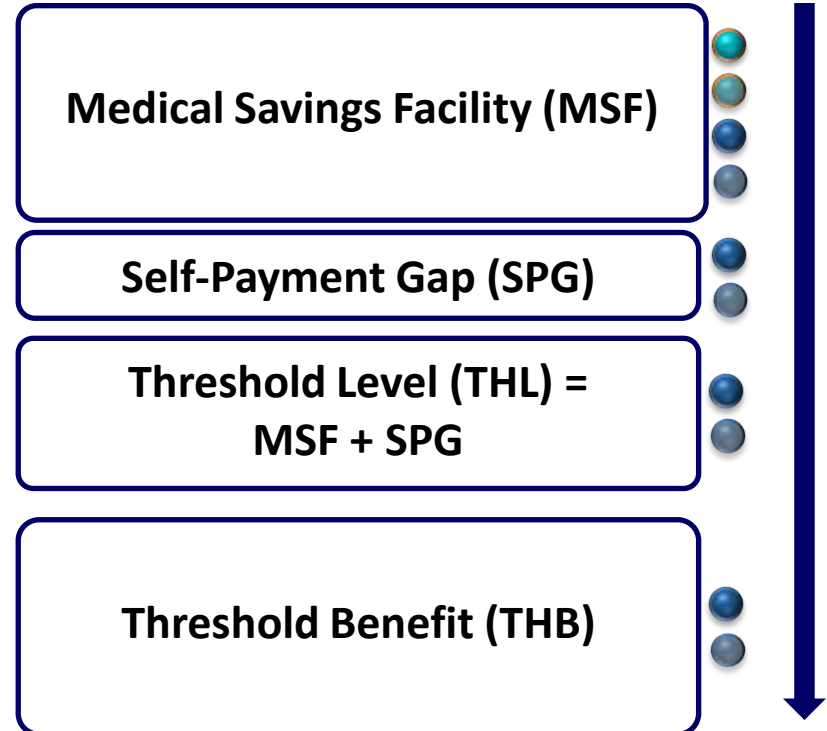 Medical Savings Facility (MSF)
Self-Payment Gap (SPG)
Threshold Level (THL) =
MSF + SPG
Threshold Benefit (THB)